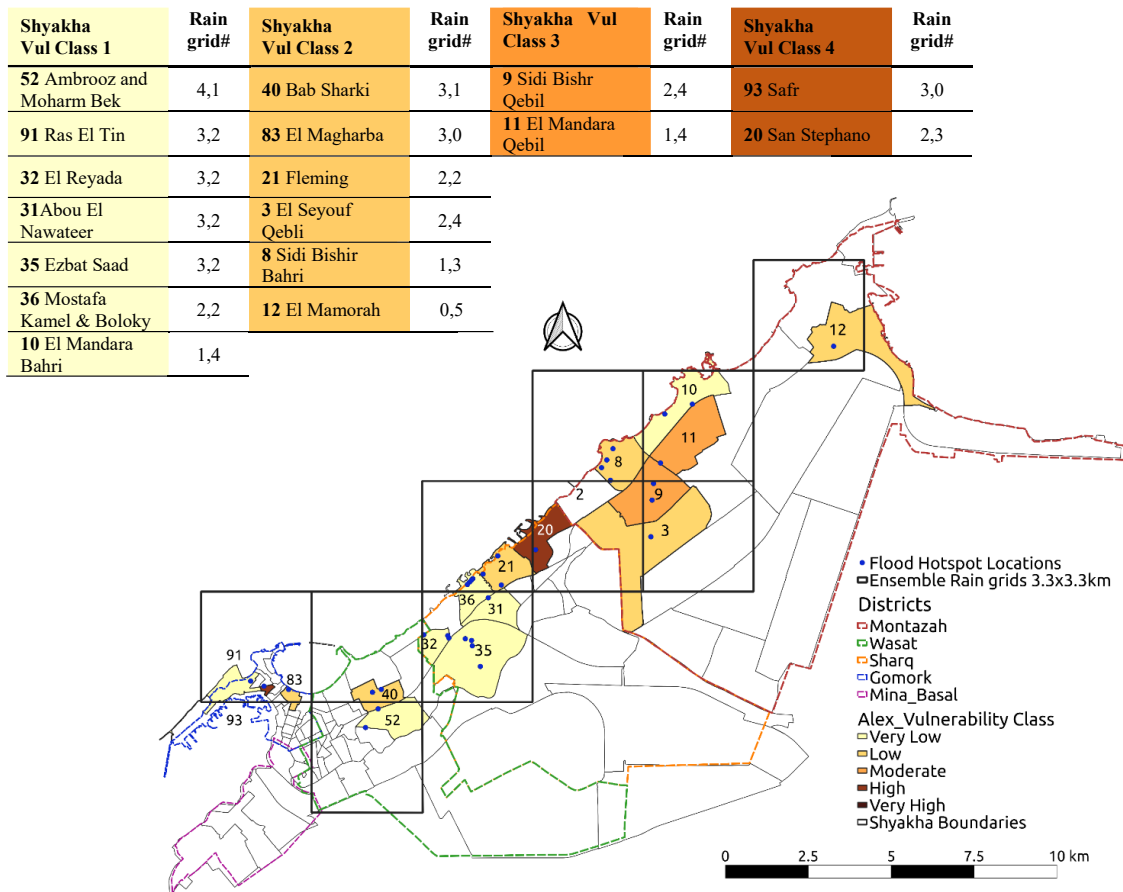 Shyakha
Vul Class 1
Rain
grid#
Shyakha
Vul Class 2
Rain
grid#
Shyakha Vul
Class 3
Rain
grid#
Shyakha
Vul Class 4
Rain
grid#
52 Ambrooz and
Moharm Bek
4,1
40 Bab Sharki
3,1
9 Sidi Bishr
Qebil
2,4
93 Safr
3,0
91 Ras El Tin
3,2
83 El Magharba
3,0
11 El Mandara
Qebil
1,4
20 San Stephano
2,3
32 El Reyada
3,2
21 Fleming
2,2
31Abou El
Nawateer
3,2
3 El Seyouf
Qebli
2,4
35 Ezbat Saad
3,2
8 Sidi Bishir
Bahri
1,3
36 Mostafa
Kamel & Boloky
2,2
12 El Mamorah
0,5
10 El Mandara
Bahri
1,4
12
10
11
8
2
9
20
3
21
36
31
32
35
91
83
40
93
52
Flood Hotspot Locations
Ensemble Rain grids 3.3x3.3km
Districts
Montazah
Wasat
Sharq
Gomork
Mina_Basal
Alex_Vulnerability Class
Very Low
Low
Moderate
High
Very High
Shyakha Boundaries
0 2.5 5 7.5 10 km